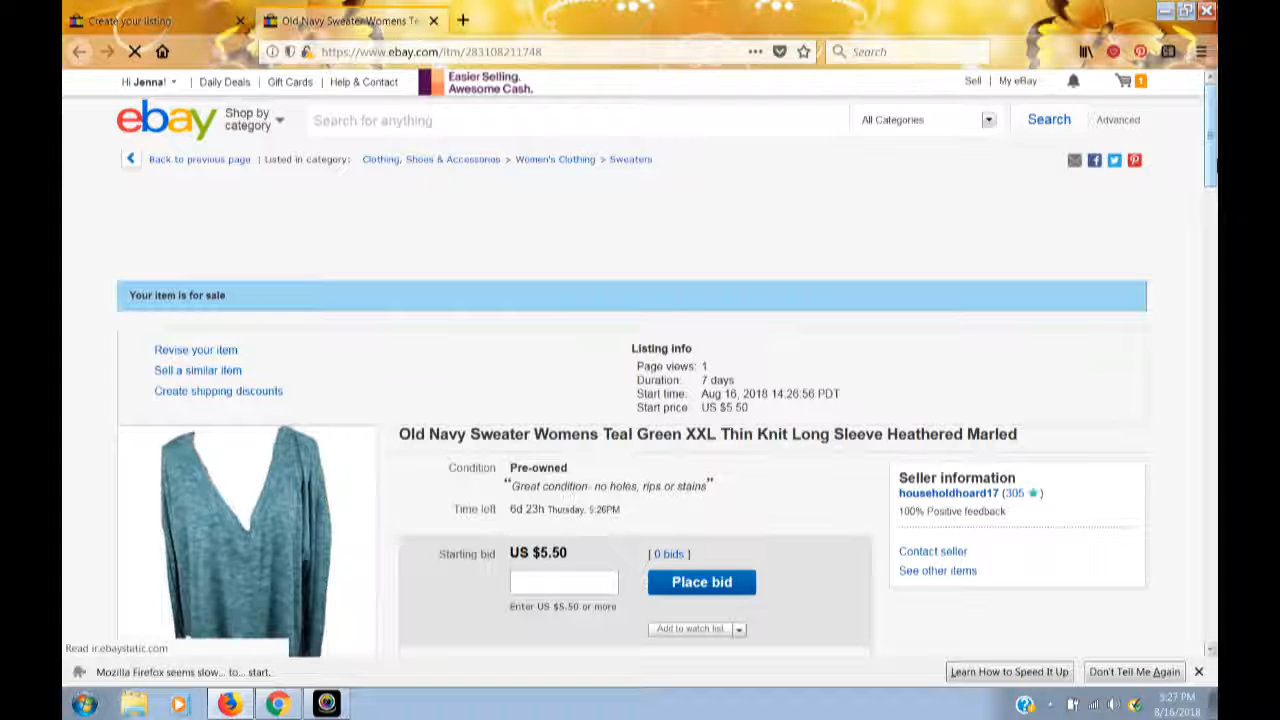 Create your listing
Old Navy Sweater Womens Te
https://www.ebay.com/itm/283108211748
Search
Hi Jenna!
Daily Deals
Gift Cards
Help & Contact
Easier Selling.
Awesome Cash.
Sell
My eBay
1
ebay
Shop by
category
Search for anything
All Categories
Search
Advanced
Back to previous page | Listed in category:
Clothing, Shoes & Accessories > Women's Clothing > Sweaters
Your item is for sale
Revise your item
Sell a similar item
Create shipping discounts
Listing info
Page views: 1
Duration: 7 days
Start time: Aug 16, 2018 14:26:56 PDT
Start price US $5.50
Old Navy Sweater Womens Teal Green XXL Thin Knit Long Sleeve Heathered Marled
Condition Pre-owned
"Great condition- no holes, rips or stains"
Time left 6d 23h Thursday, 5:26PM
Starting bid US $5.50 [ 0 bids ]
Place bid
Enter US $5.50 or more
Add to watch list
Seller information
householdhoard17 (305 )
100% Positive feedback
Contact seller
See other items
Read ir.ebaystatic.com
Mozilla Firefox seems slow... to... start.
Learn How to Speed It Up
Don't Tell Me Again
5:27 PM
8/16/2018